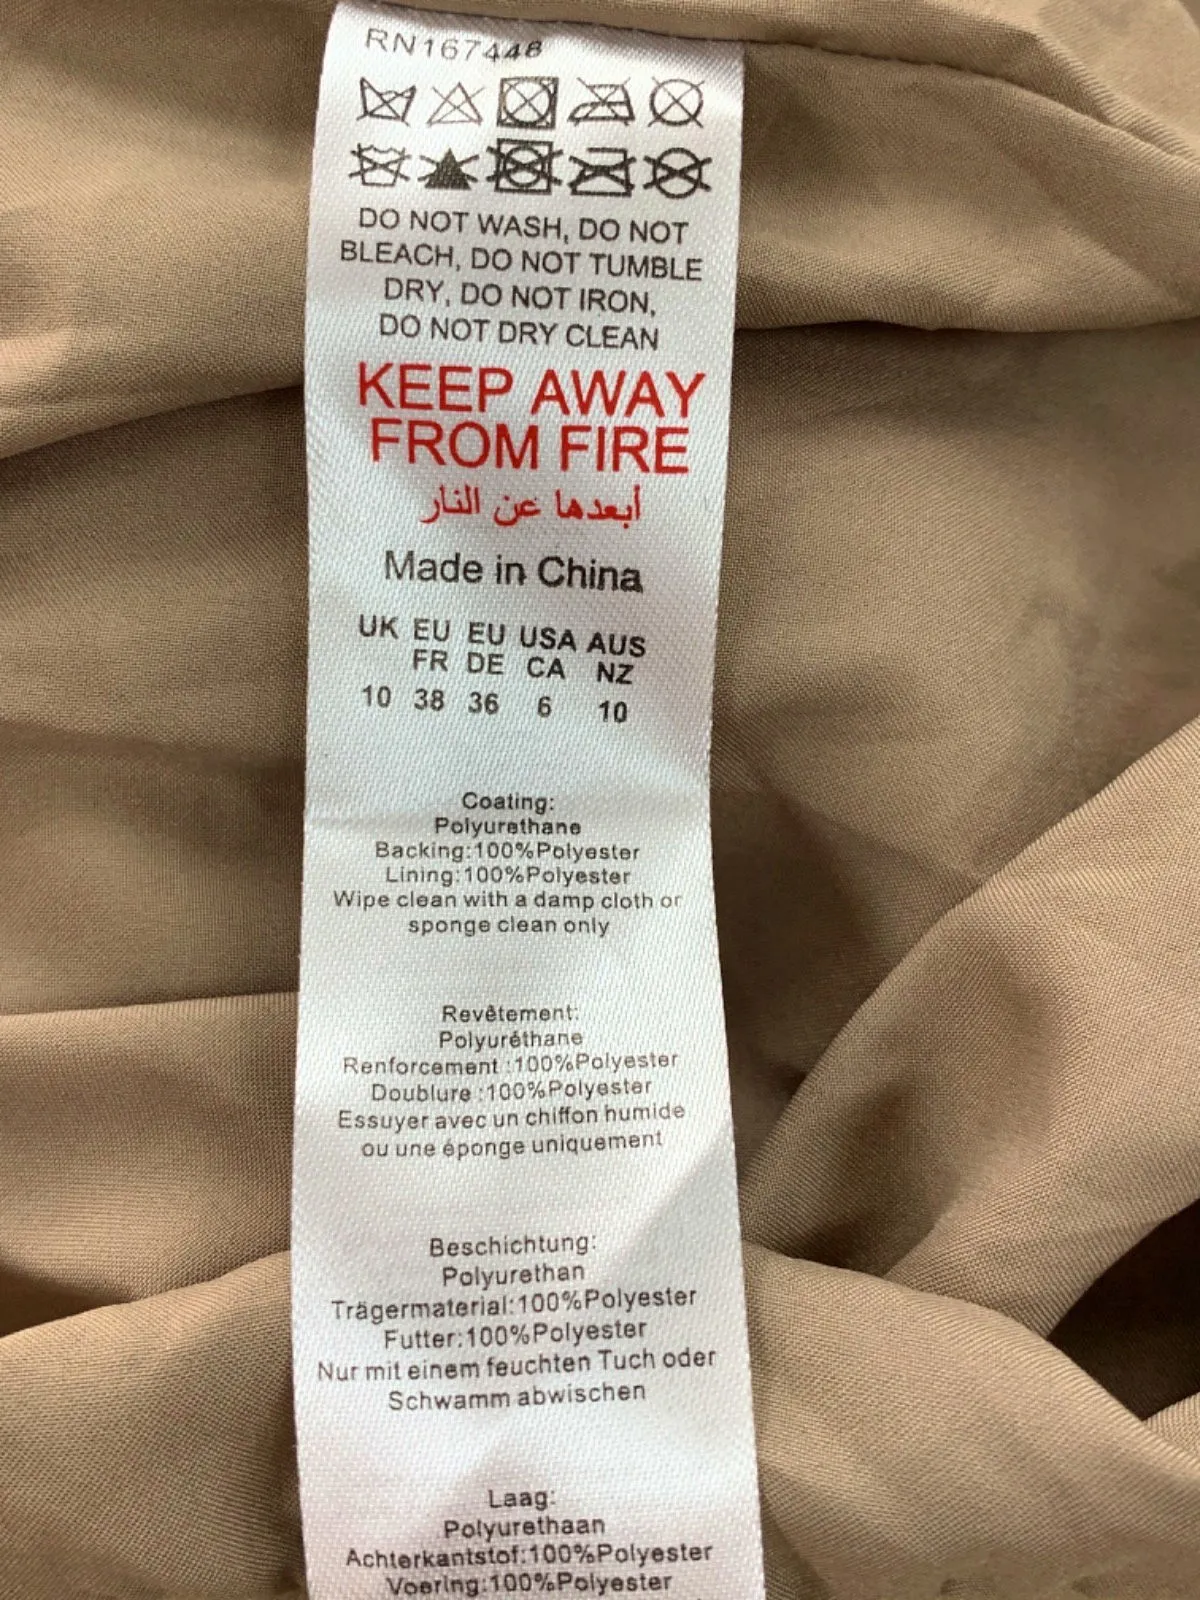 RN167448
DO NOT WASH, DO NOT
BLEACH, DO NOT TUMBLE
DRY, DO NOT IRON,
DO NOT DRY CLEAN
KEEP AWAY
FROM FIRE
أبعدها عن النار
Made in China
UK EU EU USA AUS
FR DE CA NZ
10 38 36 6 10
Coating:
Polyurethane
Backing:100%Polyester
Lining:100%Polyester
Wipe clean with a damp cloth or
sponge clean only
Revêtement:
Polyuréthane
Renforcement :100%Polyester
Doublure :100%Polyester
Essuyer avec un chiffon humide
ou une éponge uniquement
Beschichtung:
Polyurethan
Trägermaterial:100%Polyester
Futter:100%Polyester
Nur mit einem feuchten Tuch oder
Schwamm abwischen
Laag:
Polyurethaan
Achterkantstof:100%Polyester
Voering:100%Polyester